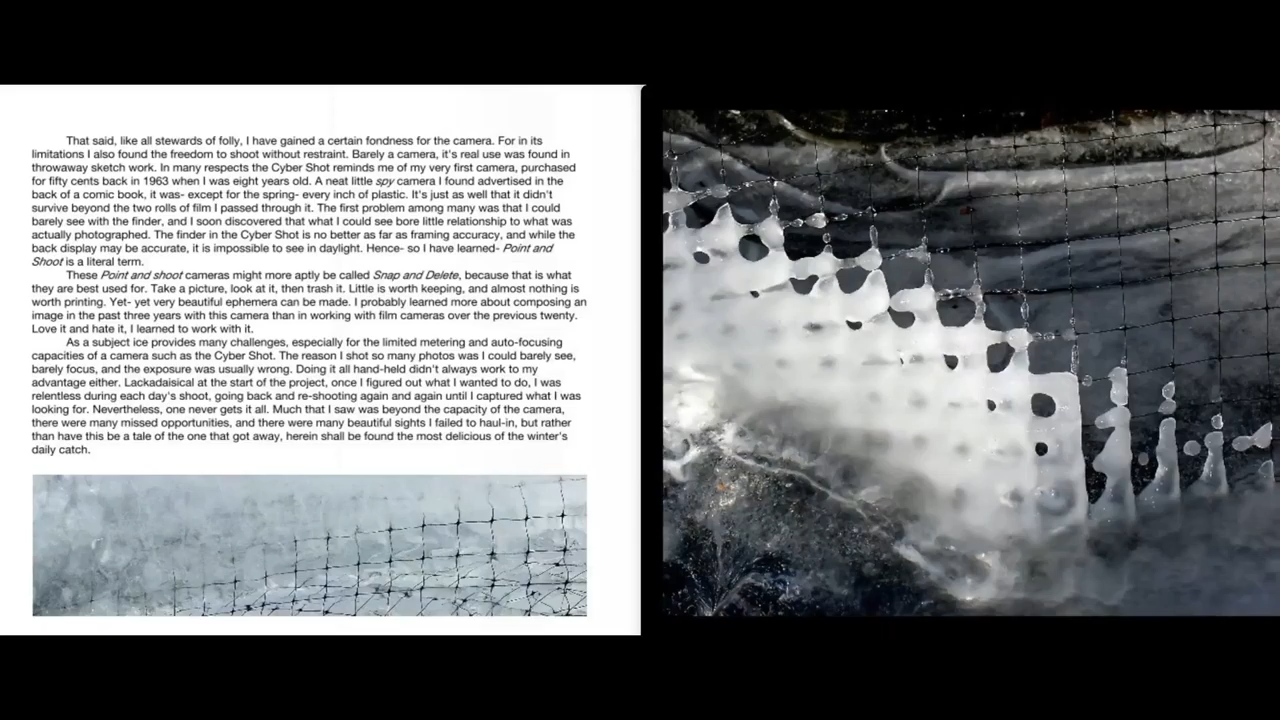 That said, like all stewards of folly, I have gained a certain fondness for the camera. For in its
limitations I also found the freedom to shoot without restraint. Barely a camera, it's real use was found in
throwaway sketch work. In many respects the Cyber Shot reminds me of my very first camera, purchased
for fifty cents back in 1963 when I was eight years old. A neat little spy camera I found advertised in the
back of a comic book, it was- except for the spring- every inch of plastic. It's just as well that it didn't
survive beyond the two rolls of film I passed through it. The first problem among many was that I could
barely see with the finder, and I soon discovered that what I could see bore little relationship to what was
actually photographed. The finder in the Cyber Shot is no better as far as framing accuracy, and while the
back display may be accurate, it is impossible to see in daylight. Hence- so I have learned- Point and
Shoot is a literal term.
These Point and shoot cameras might more aptly be called Snap and Delete, because that is what
they are best used for. Take a picture, look at it, then trash it. Little is worth keeping, and almost nothing is
worth printing. Yet- yet very beautiful ephemera can be made. I probably learned more about composing an
image in the past three years with this camera than in working with film cameras over the previous twenty.
Love it and hate it, I learned to work with it.
As a subject ice provides many challenges, especially for the limited metering and auto-focusing
capacities of a camera such as the Cyber Shot. The reason I shot so many photos was I could barely see,
barely focus, and the exposure was usually wrong. Doing it all hand-held didn't always work to my
advantage either. Lackadaisical at the start of the project, once I figured out what I wanted to do, I was
relentless during each day's shoot, going back and re-shooting again and again until I captured what I was
looking for. Nevertheless, one never gets it all. Much that I saw was beyond the capacity of the camera,
there were many missed opportunities, and there were many beautiful sights I failed to haul-in, but rather
than have this be a tale of the one that got away, herein shall be found the most delicious of the winter's
daily catch.